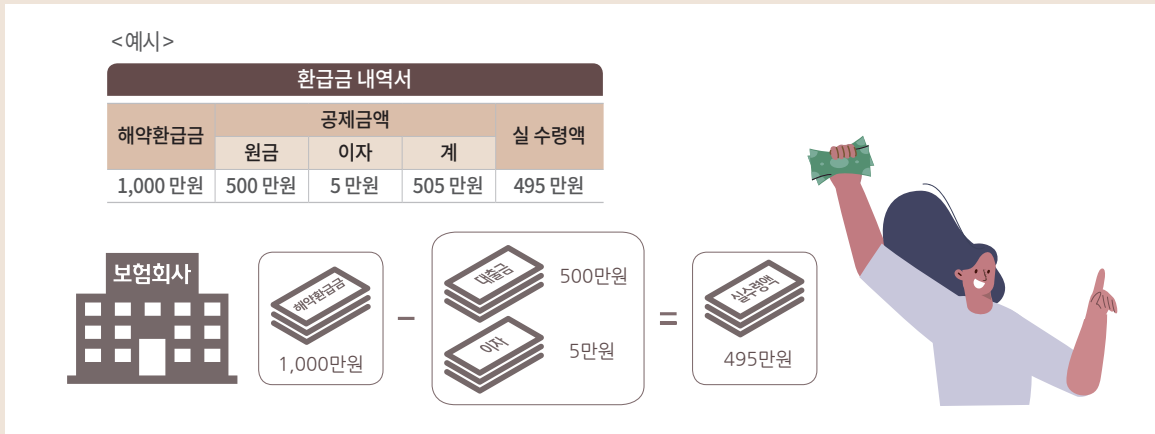 <예시>
환급금 내역서
해약환급금 공제금액 실 수령액
원금 이자 계
1,000 만원 500 만원 5 만원 505 만원 495 만원
보험회사
해약환급금
1,000만원
–
대출금
500만원
이자
5만원
=
실수령액
495만원